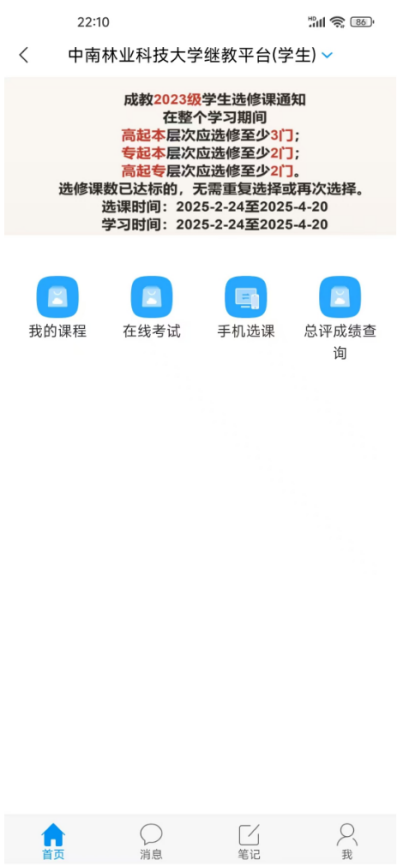 22:10
HD
86
中南林业科技大学继教平台(学生)
成教2023级学生选修课通知
在整个学习期间
高起本层次应选修至少3门；
专起本层次应选修至少2门；
高起专层次应选修至少2门。
选修课数已达标的，无需重复选择或再次选择。
选课时间：2025-2-24至2025-4-20
学习时间：2025-2-24至2025-4-20
我的课程
在线考试
手机选课
总评成绩查
询
首页
消息
笔记
我